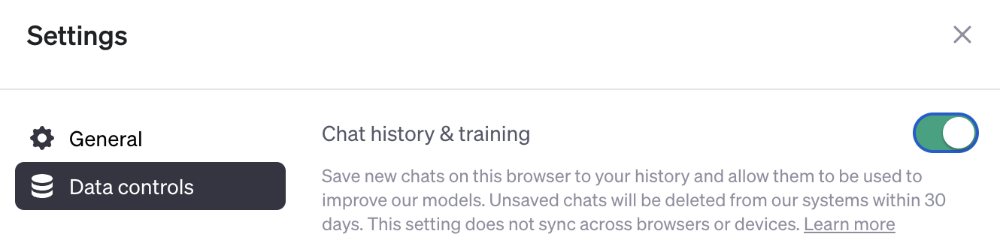 Settings
General
Data controls
Chat history & training
Save new chats on this browser to your history and allow them to be used to
improve our models. Unsaved chats will be deleted from our systems within 30
days. This setting does not sync across browsers or devices. Learn more